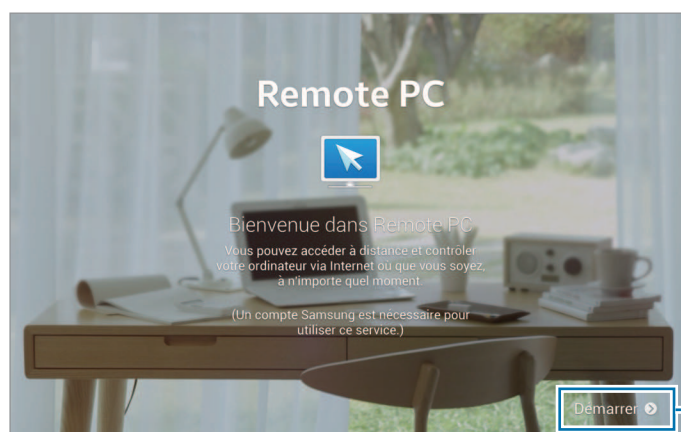 Remote PC
Bienvenue dans Remote PC
Vous pouvez accéder à distance et contrôler
votre ordinateur via Internet où que vous soyez,
à n'importe quel moment.
(Un compte Samsung est nécessaire pour
utiliser ce service.)
Démarrer